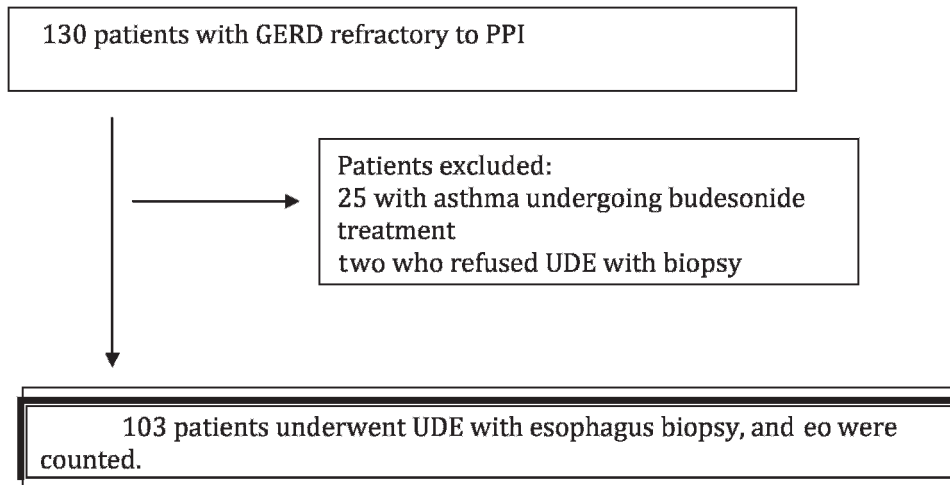 130 patients with GERD refractory to PPI
Patients excluded:
25 with asthma undergoing budesonide
treatment
two who refused UDE with biopsy
103 patients underwent UDE with esophagus biopsy, and eo were
counted.